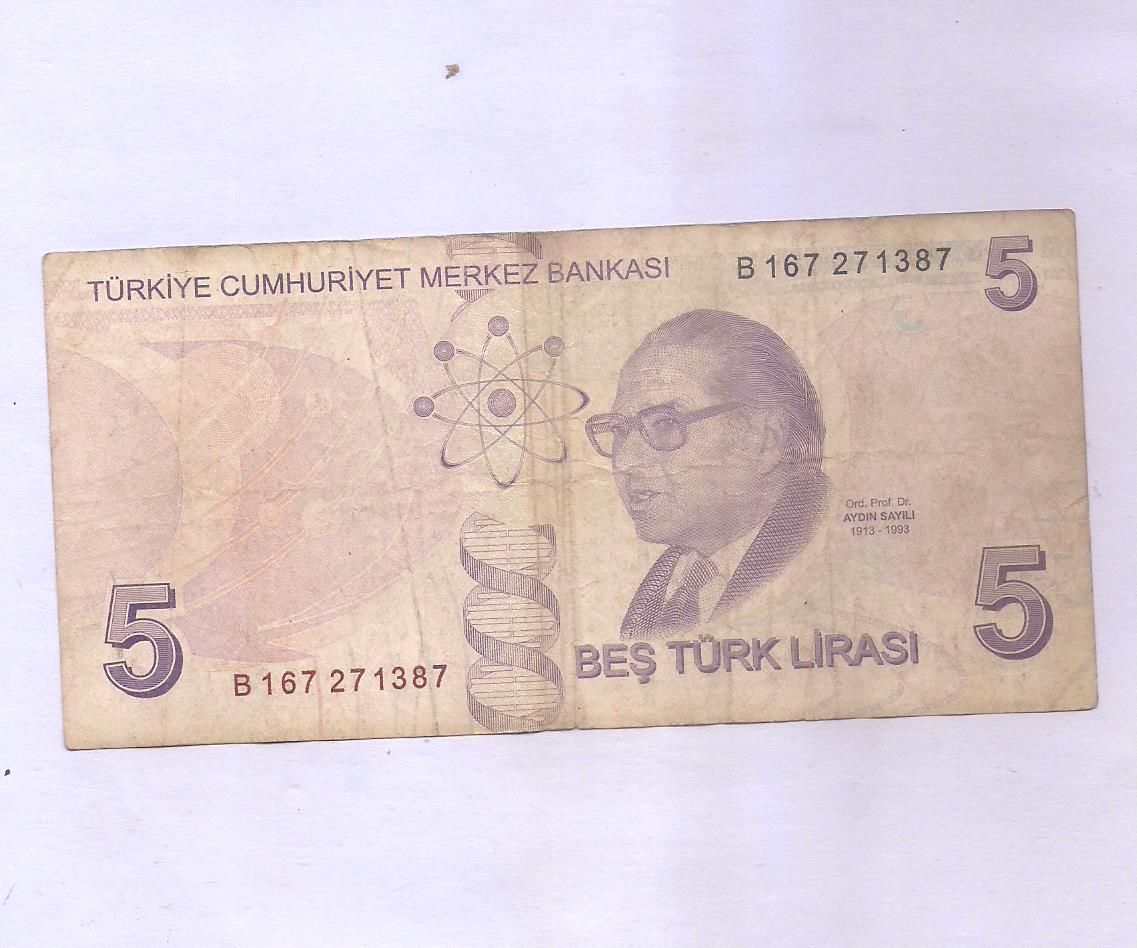 TÜRKİYE CUMHURİYET MERKEZ BANKASI
B 167 271387
5
Ord. Prof. Dr.
AYDIN SAYILI
1913 - 1993
5
5
BEŞ TÜRK LİRASI
B 167 271387